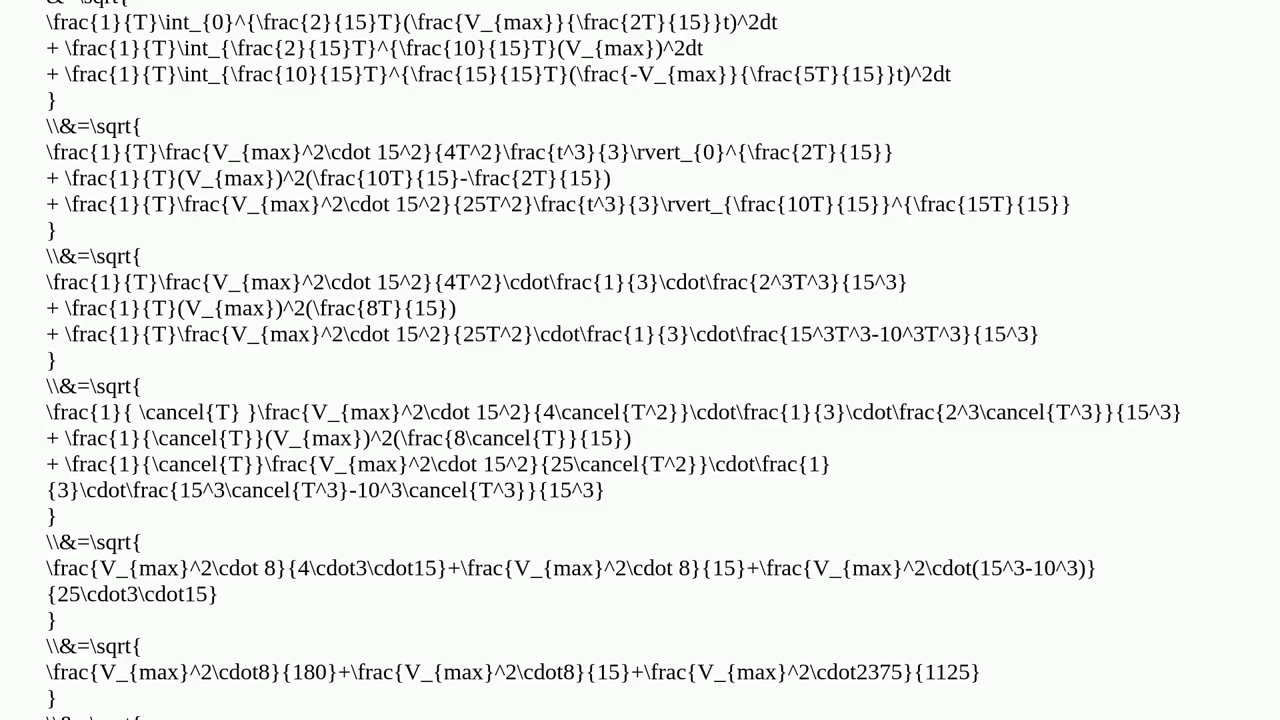 &=\sqrt{
\frac{1}{T}\int_{0}^{\frac{2}{15}T}(\frac{V_{max}}{\frac{2T}{15}}t)^2dt
+ \frac{1}{T}\int_{\frac{2}{15}T}^{\frac{10}{15}T}(V_{max})^2dt
+ \frac{1}{T}\int_{\frac{10}{15}T}^{\frac{15}{15}T}(\frac{-V_{max}}{\frac{5T}{15}}t)^2dt
}
\\&=\sqrt{
\frac{1}{T}\frac{V_{max}^2\cdot 15^2}{4T^2}\frac{t^3}{3}\rvert_{0}^{\frac{2T}{15}}
+ \frac{1}{T}(V_{max})^2(\frac{10T}{15}-\frac{2T}{15})
+ \frac{1}{T}\frac{V_{max}^2\cdot 15^2}{25T^2}\frac{t^3}{3}\rvert_{\frac{10T}{15}}^{\frac{15T}{15}}
}
\\&=\sqrt{
\frac{1}{T}\frac{V_{max}^2\cdot 15^2}{4T^2}\cdot\frac{1}{3}\cdot\frac{2^3T^3}{15^3}
+ \frac{1}{T}(V_{max})^2(\frac{8T}{15})
+ \frac{1}{T}\frac{V_{max}^2\cdot 15^2}{25T^2}\cdot\frac{1}{3}\cdot\frac{15^3T^3-10^3T^3}{15^3}
}
\\&=\sqrt{
\frac{1}{ \cancel{T} }\frac{V_{max}^2\cdot 15^2}{4\cancel{T^2}}\cdot\frac{1}{3}\cdot\frac{2^3\cancel{T^3}}{15^3}
+ \frac{1}{\cancel{T}}(V_{max})^2(\frac{8\cancel{T}}{15})
+ \frac{1}{\cancel{T}}\frac{V_{max}^2\cdot 15^2}{25\cancel{T^2}}\cdot\frac{1}
{3}\cdot\frac{15^3\cancel{T^3}-10^3\cancel{T^3}}{15^3}
}
\\&=\sqrt{
\frac{V_{max}^2\cdot 8}{4\cdot3\cdot15}+\frac{V_{max}^2\cdot 8}{15}+\frac{V_{max}^2\cdot(15^3-10^3)}
{25\cdot3\cdot15}
}
\\&=\sqrt{
\frac{V_{max}^2\cdot8}{180}+\frac{V_{max}^2\cdot8}{15}+\frac{V_{max}^2\cdot2375}{1125}
}
\\&=\sqrt{